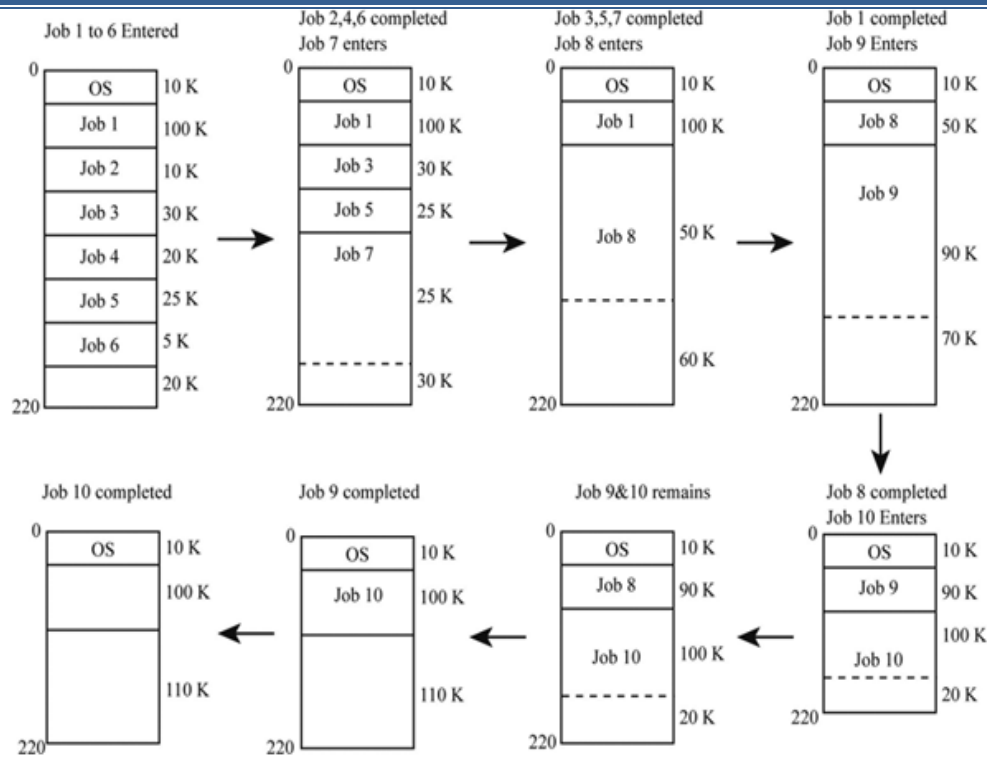 Job 1 to 6 Entered
0
OS 10 K
Job 1 100 K
Job 2 10 K
Job 3 30 K
Job 4 20 K
Job 5 25 K
Job 6 5 K
20 K
220
Job 2,4,6 completed
Job 7 enters
0
OS 10 K
Job 1 100 K
Job 3 30 K
Job 5 25 K
Job 7
25 K
30 K
220
Job 3,5,7 completed
Job 8 enters
0
OS 10 K
Job 1 100 K
Job 8 50 K
60 K
220
Job 1 completed
Job 9 Enters
0
OS 10 K
Job 8 50 K
Job 9
90 K
70 K
220
Job 8 completed
Job 10 Enters
0
OS 10 K
Job 9 90 K
100 K
Job 10
20 K
220
Job 9&10 remains
0
OS 10 K
Job 8 90 K
Job 10 100 K
20 K
220
Job 9 completed
0
OS 10 K
Job 10 100 K
110 K
220
Job 10 completed
0
OS 10 K
100 K
110 K
220